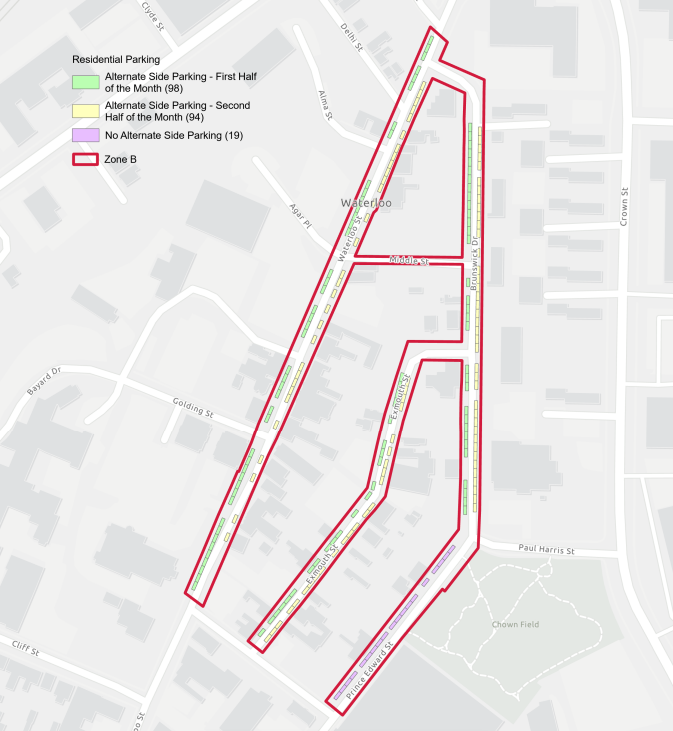 Clyde St
Delhi St
Residential Parking
Alternate Side Parking - First Half
of the Month (98)
Alternate Side Parking - Second
Half of the Month (94)
No Alternate Side Parking (19)
Zone B
Alma St
Waterloo
Agar Pl
Waterloo St
Crown St
Middle St
Brunswick Dr
Bayard Dr
Golding St
Exmouth St
Exmouth St
Paul Harris St
Chown Field
Cliff St
Prince Edward St
oo St